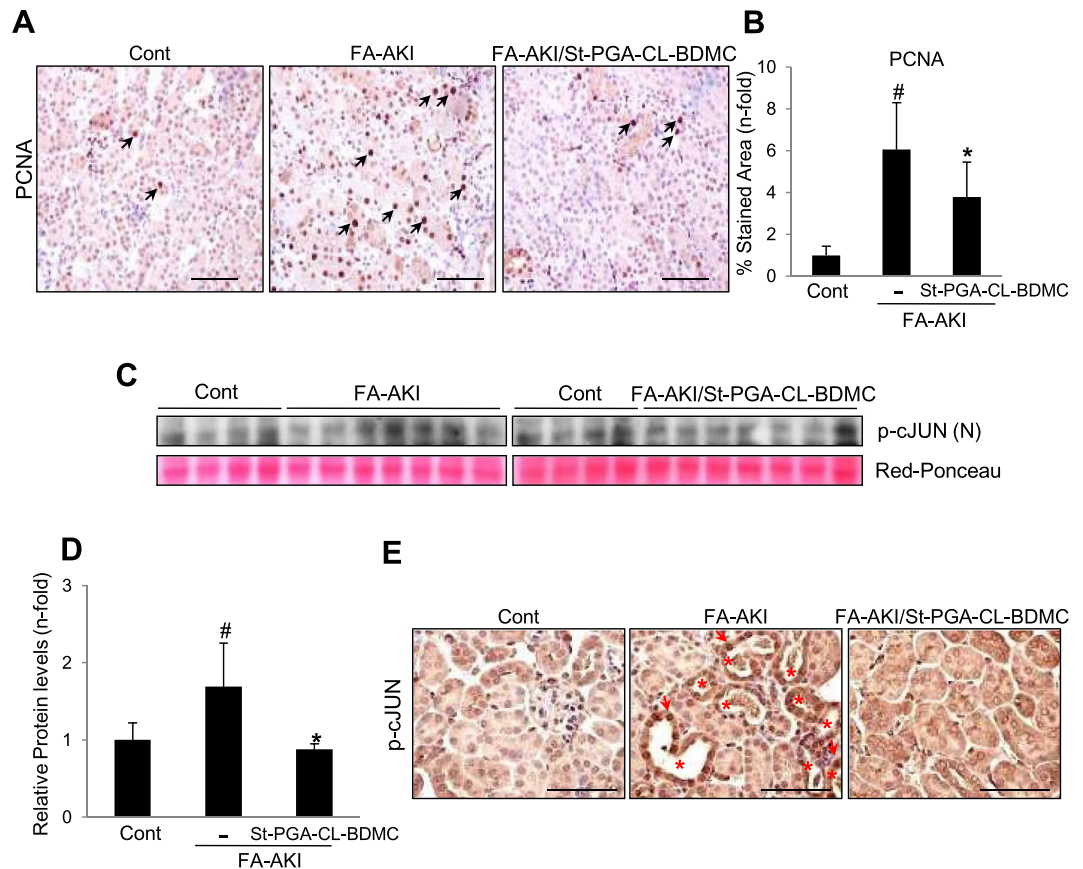 A
Cont
FA-AKI
FA-AKI/St-PGA-CL-BDMC
PCNA
B
PCNA
% Stained Area (n-fold)
10
8
6
4
2
0
#
*
Cont
–
St-PGA-CL-BDMC
FA-AKI
C
Cont
FA-AKI
Cont
FA-AKI/St-PGA-CL-BDMC
p-cJUN (N)
Red-Ponceau
D
Relative Protein levels (n-fold)
3
2
1
0
#
*
Cont
–
St-PGA-CL-BDMC
FA-AKI
E
Cont
FA-AKI
FA-AKI/St-PGA-CL-BDMC
p-cJUN
* * * * * * * * * *